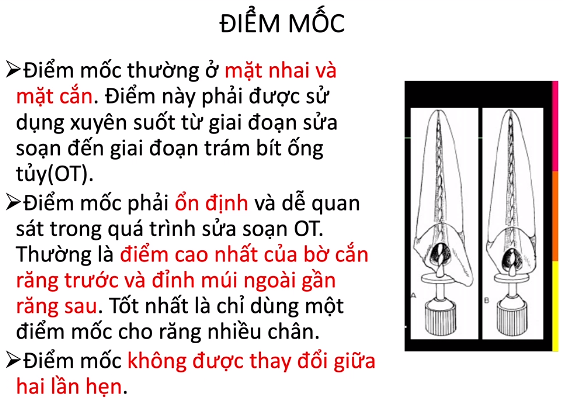 ĐIỂM MỐC
➢Điểm mốc thường ở mặt nhai và
mặt cắn. Điểm này phải được sử
dụng xuyên suốt từ giai đoạn sửa
soạn đến giai đoạn trám bít ống
tủy(OT).
➢Điểm mốc phải ổn định và dễ quan
sát trong quá trình sửa soạn OT.
Thường là điểm cao nhất của bờ cắn
răng trước và đỉnh múi ngoài gần
răng sau. Tốt nhất là chỉ dùng một
điểm mốc cho răng nhiều chân.
➢Điểm mốc không được thay đổi giữa
hai lần hẹn.
A
B